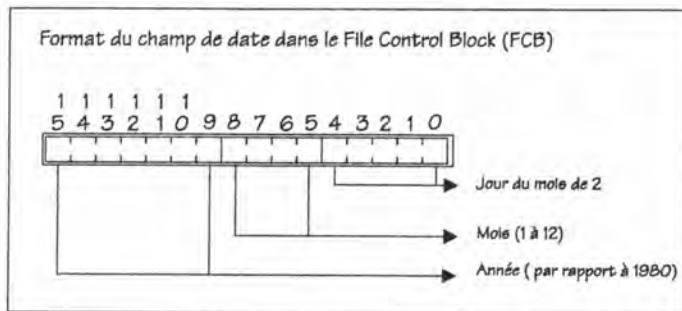 Format du champ de date dans le File Control Block (FCB)
1 1 1 1 1 1
5 4 3 2 1 0 9 8 7 6 5 4 3 2 1 0
Jour du mois de 2
Mois (1 à 12)
Année ( par rapport à 1980)